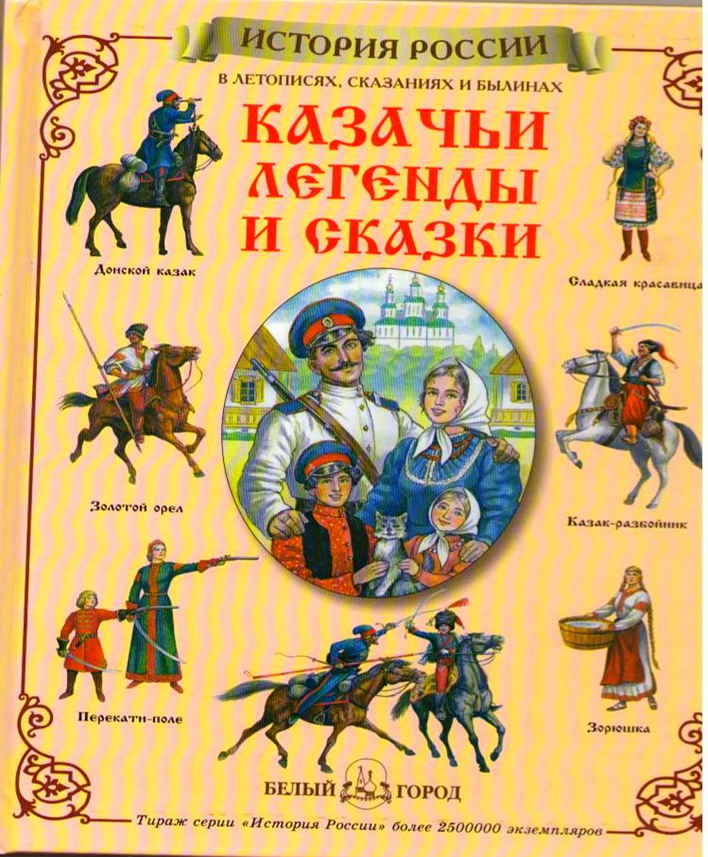 ИСТОРИЯ РОССИИ
В ЛЕТОПИСЯХ, СКАЗАНИЯХ И БЫЛИНАХ
КАЗАЧЬИ
ЛЕГЕНДЫ
И СКАЗКИ
Донской казак
Сладкая красавица
Золотой орел
Казак-разбойник
Перекати-поле
Зорюшка
БЕЛЫЙ ГОРОД
Тираж серии «История России» более 2500000 экземпляров